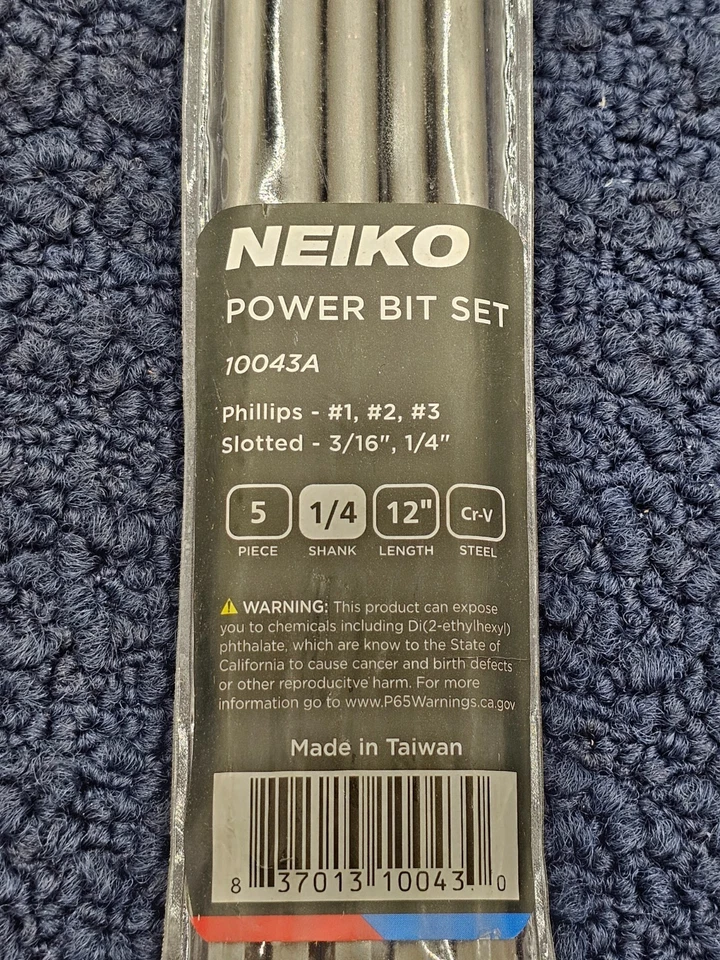 NEIKO
POWER BIT SET
10043A
Phillips - #1, #2, #3
Slotted - 3/16", 1/4"
5 1/4 12" Cr-V
PIECE SHANK LENGTH STEEL
⚠ WARNING: This product can expose
you to chemicals including Di(2-ethylhexyl)
phthalate, which are know to the State of
California to cause cancer and birth defects
or other reproducitve harm. For more
information go to www.P65Warnings.ca.gov
Made in Taiwan
8 37013 10043 0